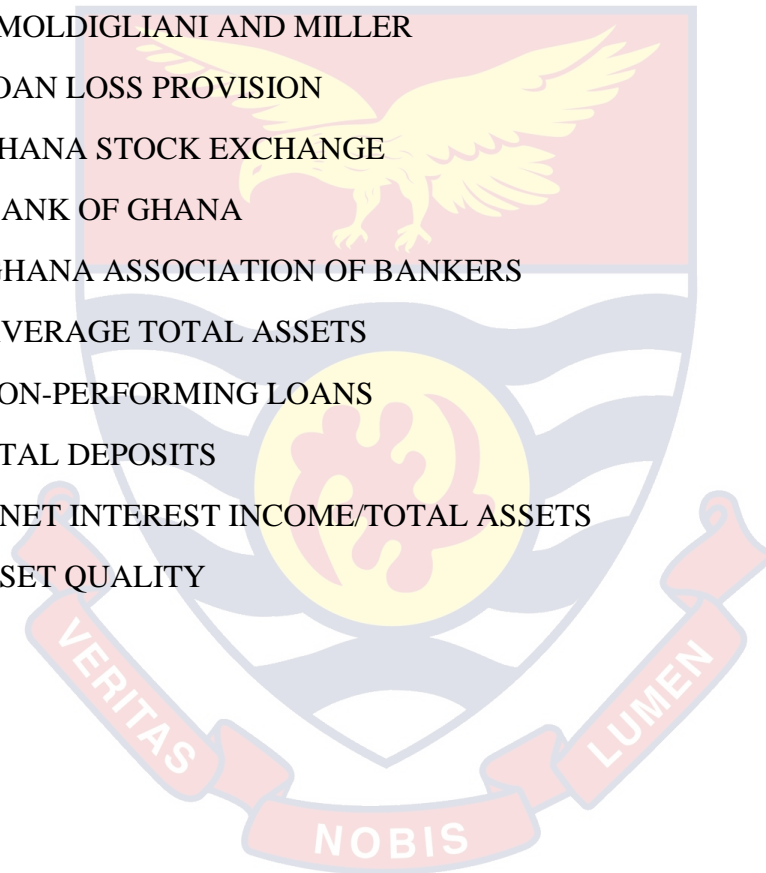 MOLDIGLIANI AND MILLER
OAN LOSS PROVISION
HANA STOCK EXCHANGE
ANK OF GHANA
GHANA ASSOCIATION OF BANKERS
AVERAGE TOTAL ASSETS
ON-PERFORMING LOANS
TAL DEPOSITS
NET INTEREST INCOME/TOTAL ASSETS
SET QUALITY
VERITAS
NOBIS
LUMEN